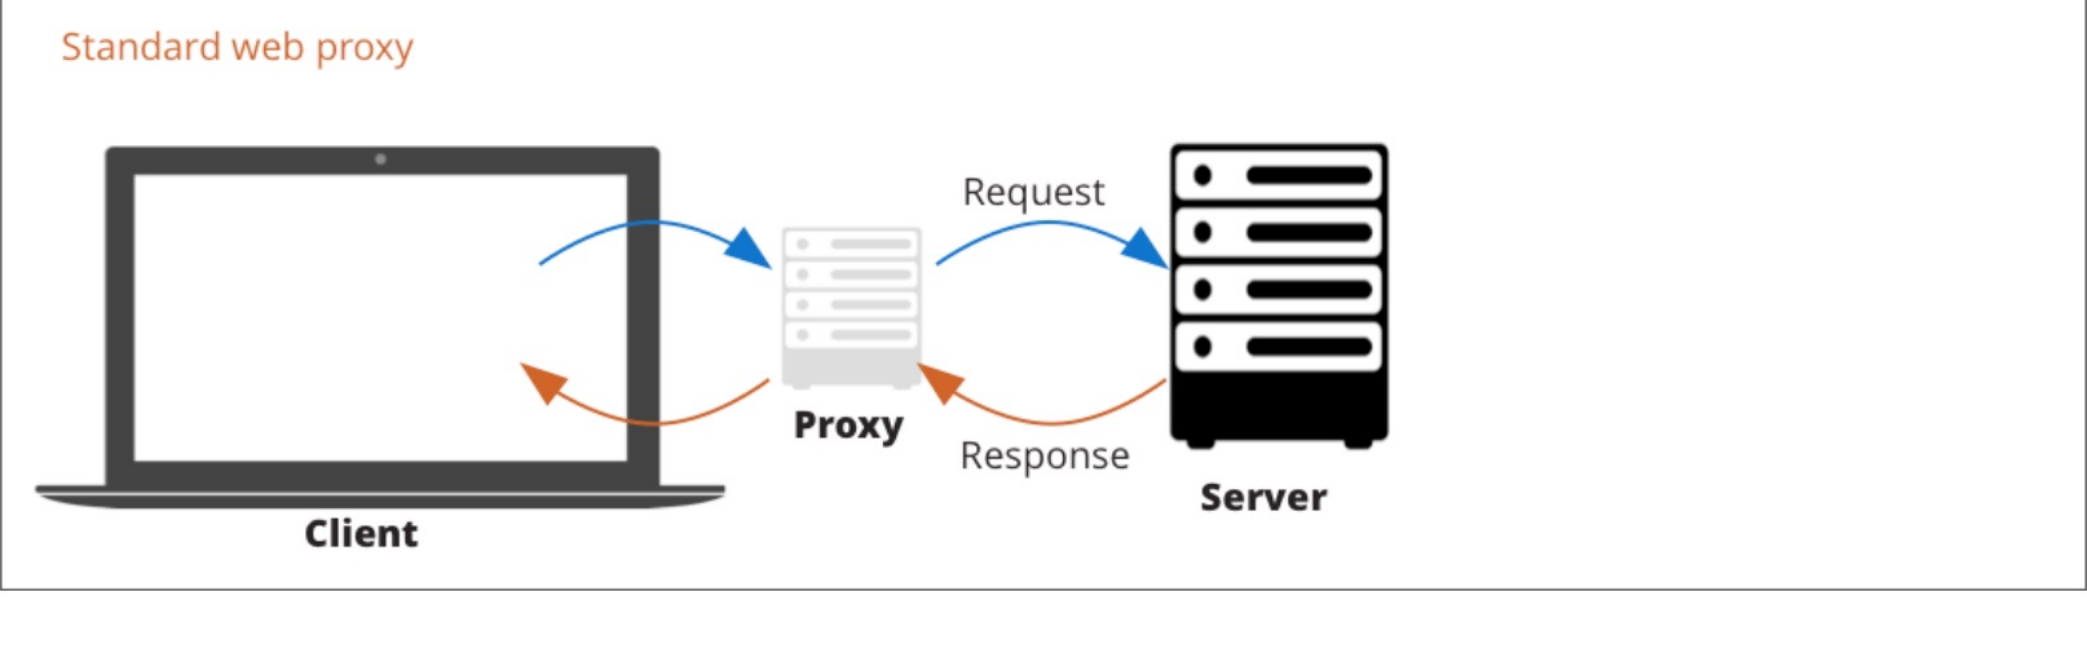 Standard web proxy
Request
Proxy
Response
Server
Client